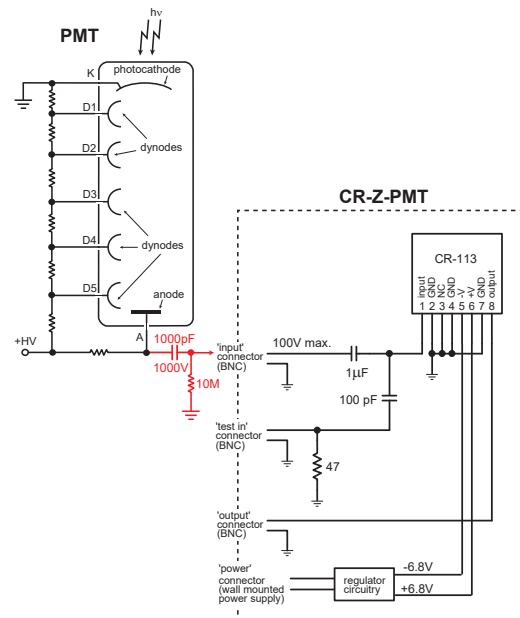 hν
PMT
K
photocathode
D1
D2
dynodes
D3
D4
dynodes
D5
anode
+HV
A
1000pF
1000V
10M
CR-Z-PMT
CR-113
input
GND
NC
GND
-V
+V
GND
output
1 2 3 4 5 6 7 8
'input'
connector
(BNC)
100V max.
1µF
100 pF
'test in'
connector
(BNC)
47
'output'
connector
(BNC)
'power'
connector
(wall mounted
power supply)
regulator
circuitry
-6.8V
+6.8V